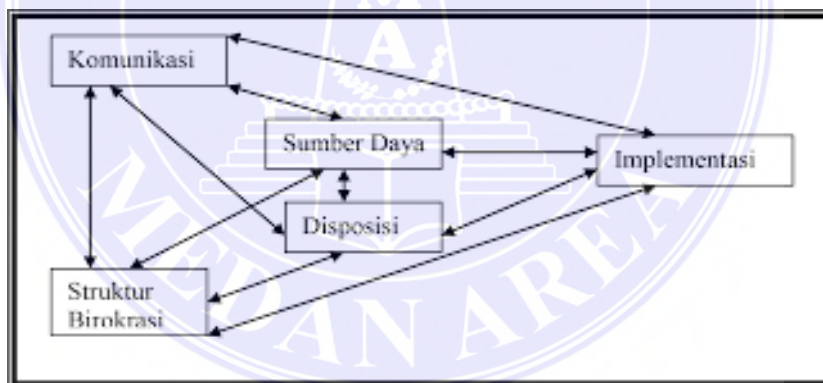 Komunikasi
Sumber Daya
Implementasi
Disposisi
Struktur
Birokrasi
A
MEDAN AREA